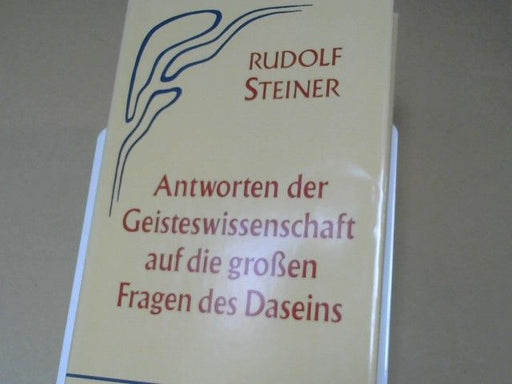 RUDOLF
STEINER
Antworten der
Geisteswissenschaft
auf die großen
Fragen des Daseins